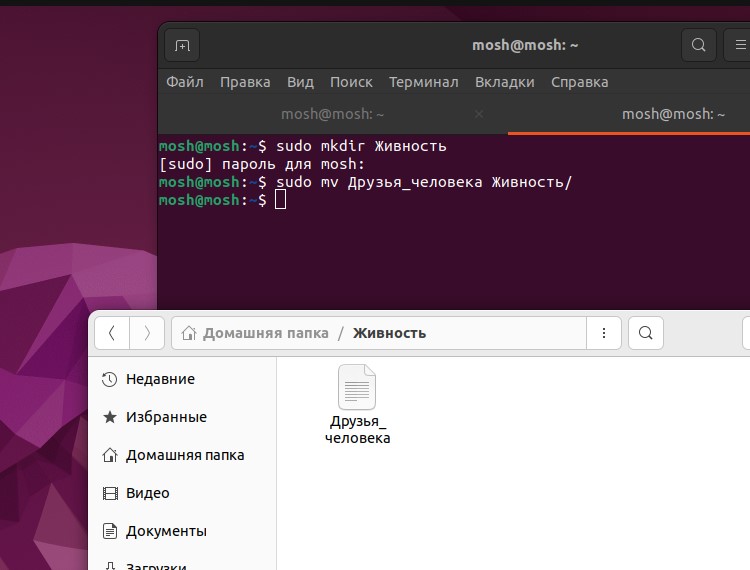 mosh@mosh: ~
Файл Правка Вид Поиск Терминал Вкладки Справка
mosh@mosh: ~ × mosh@mosh: ~
mosh@mosh:~$ sudo mkdir Живность
[sudo] пароль для mosh:
mosh@mosh:~$ sudo mv Друзья_человека Живность/
mosh@mosh:~$
Домашняя папка / Живность
Недавние
Избранные
Домашняя папка
Видео
Документы
Загрузки
Друзья_
человека